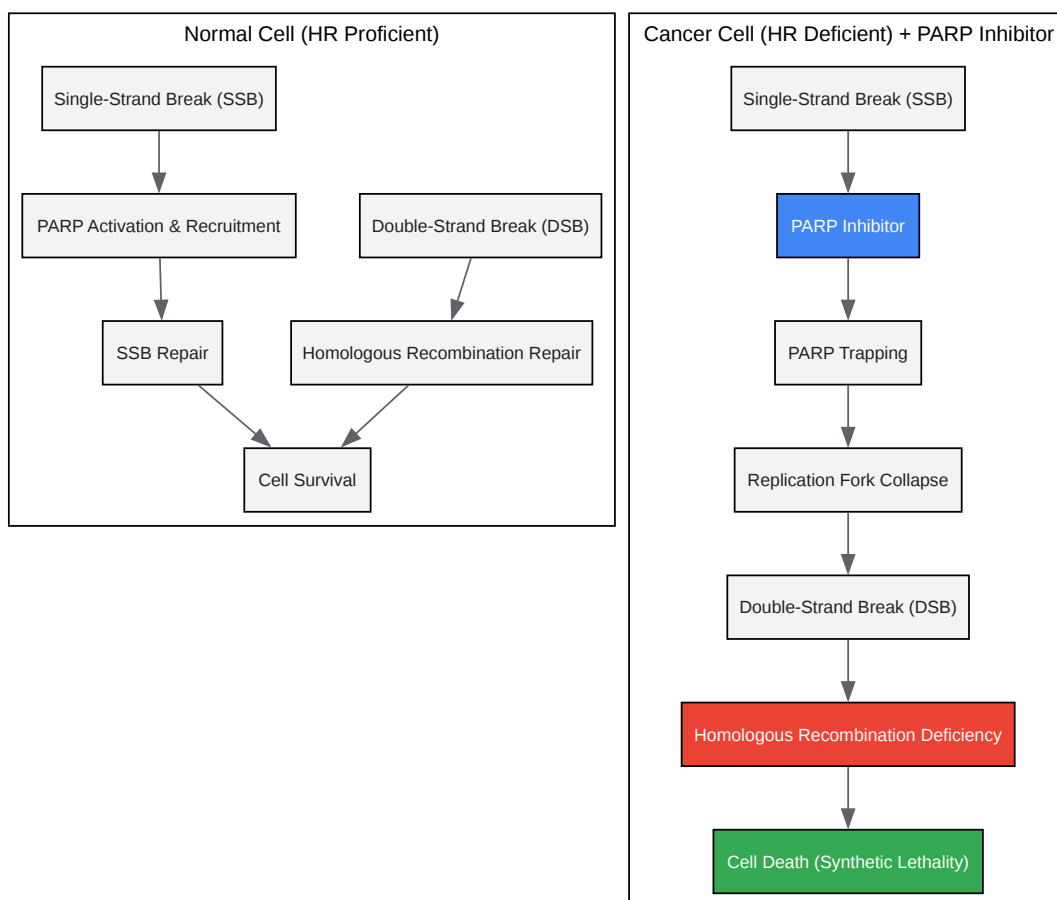 Normal Cell (HR Proficient)
Single-Strand Break (SSB)
PARP Activation & Recruitment
Double-Strand Break (DSB)
SSB Repair
Homologous Recombination Repair
Cell Survival
Cancer Cell (HR Deficient) + PARP Inhibitor
Single-Strand Break (SSB)
PARP Inhibitor
PARP Trapping
Replication Fork Collapse
Double-Strand Break (DSB)
Homologous Recombination Deficiency
Cell Death (Synthetic Lethality)